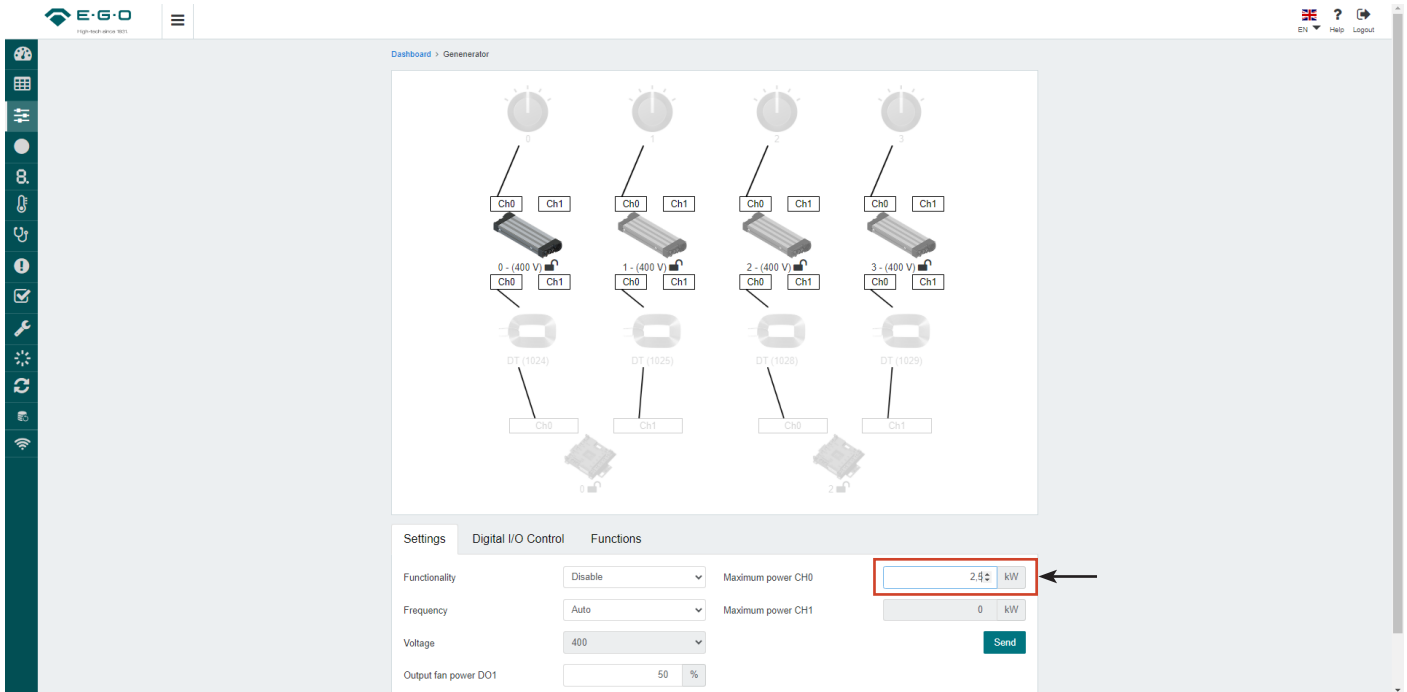 E·G·O
High-tech since 1931
EN
Help
Logout
Dashboard > Genenerator
0 1 2 3
Ch0 Ch1 Ch0 Ch1 Ch0 Ch1 Ch0 Ch1
0 - (400 V) 1 - (400 V) 2 - (400 V) 3 - (400 V)
Ch0 Ch1 Ch0 Ch1 Ch0 Ch1 Ch0 Ch1
DT (1024) DT (1025) DT (1028) DT (1029)
Ch0 Ch1 Ch0 Ch1
0 2
8.
Settings Digital I/O Control Functions
Functionality Disable Maximum power CH0 2,5 kW
Frequency Auto Maximum power CH1 0 kW
Voltage 400 Send
Output fan power DO1 50 %